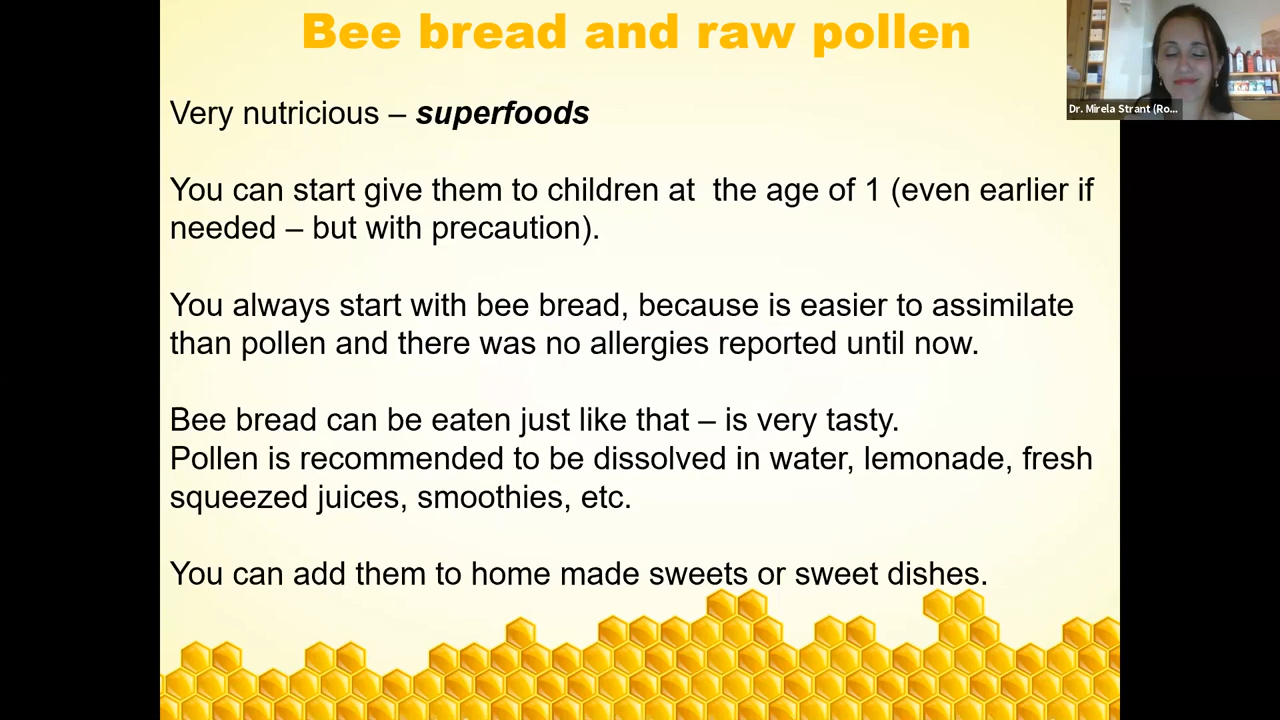 Bee bread and raw pollen
Dr. Mirela Strant (Ro...
Very nutricious – superfoods
You can start give them to children at  the age of 1 (even earlier if
needed – but with precaution).
You always start with bee bread, because is easier to assimilate
than pollen and there was no allergies reported until now.
Bee bread can be eaten just like that – is very tasty.
Pollen is recommended to be dissolved in water, lemonade, fresh
squeezed juices, smoothies, etc.
You can add them to home made sweets or sweet dishes.